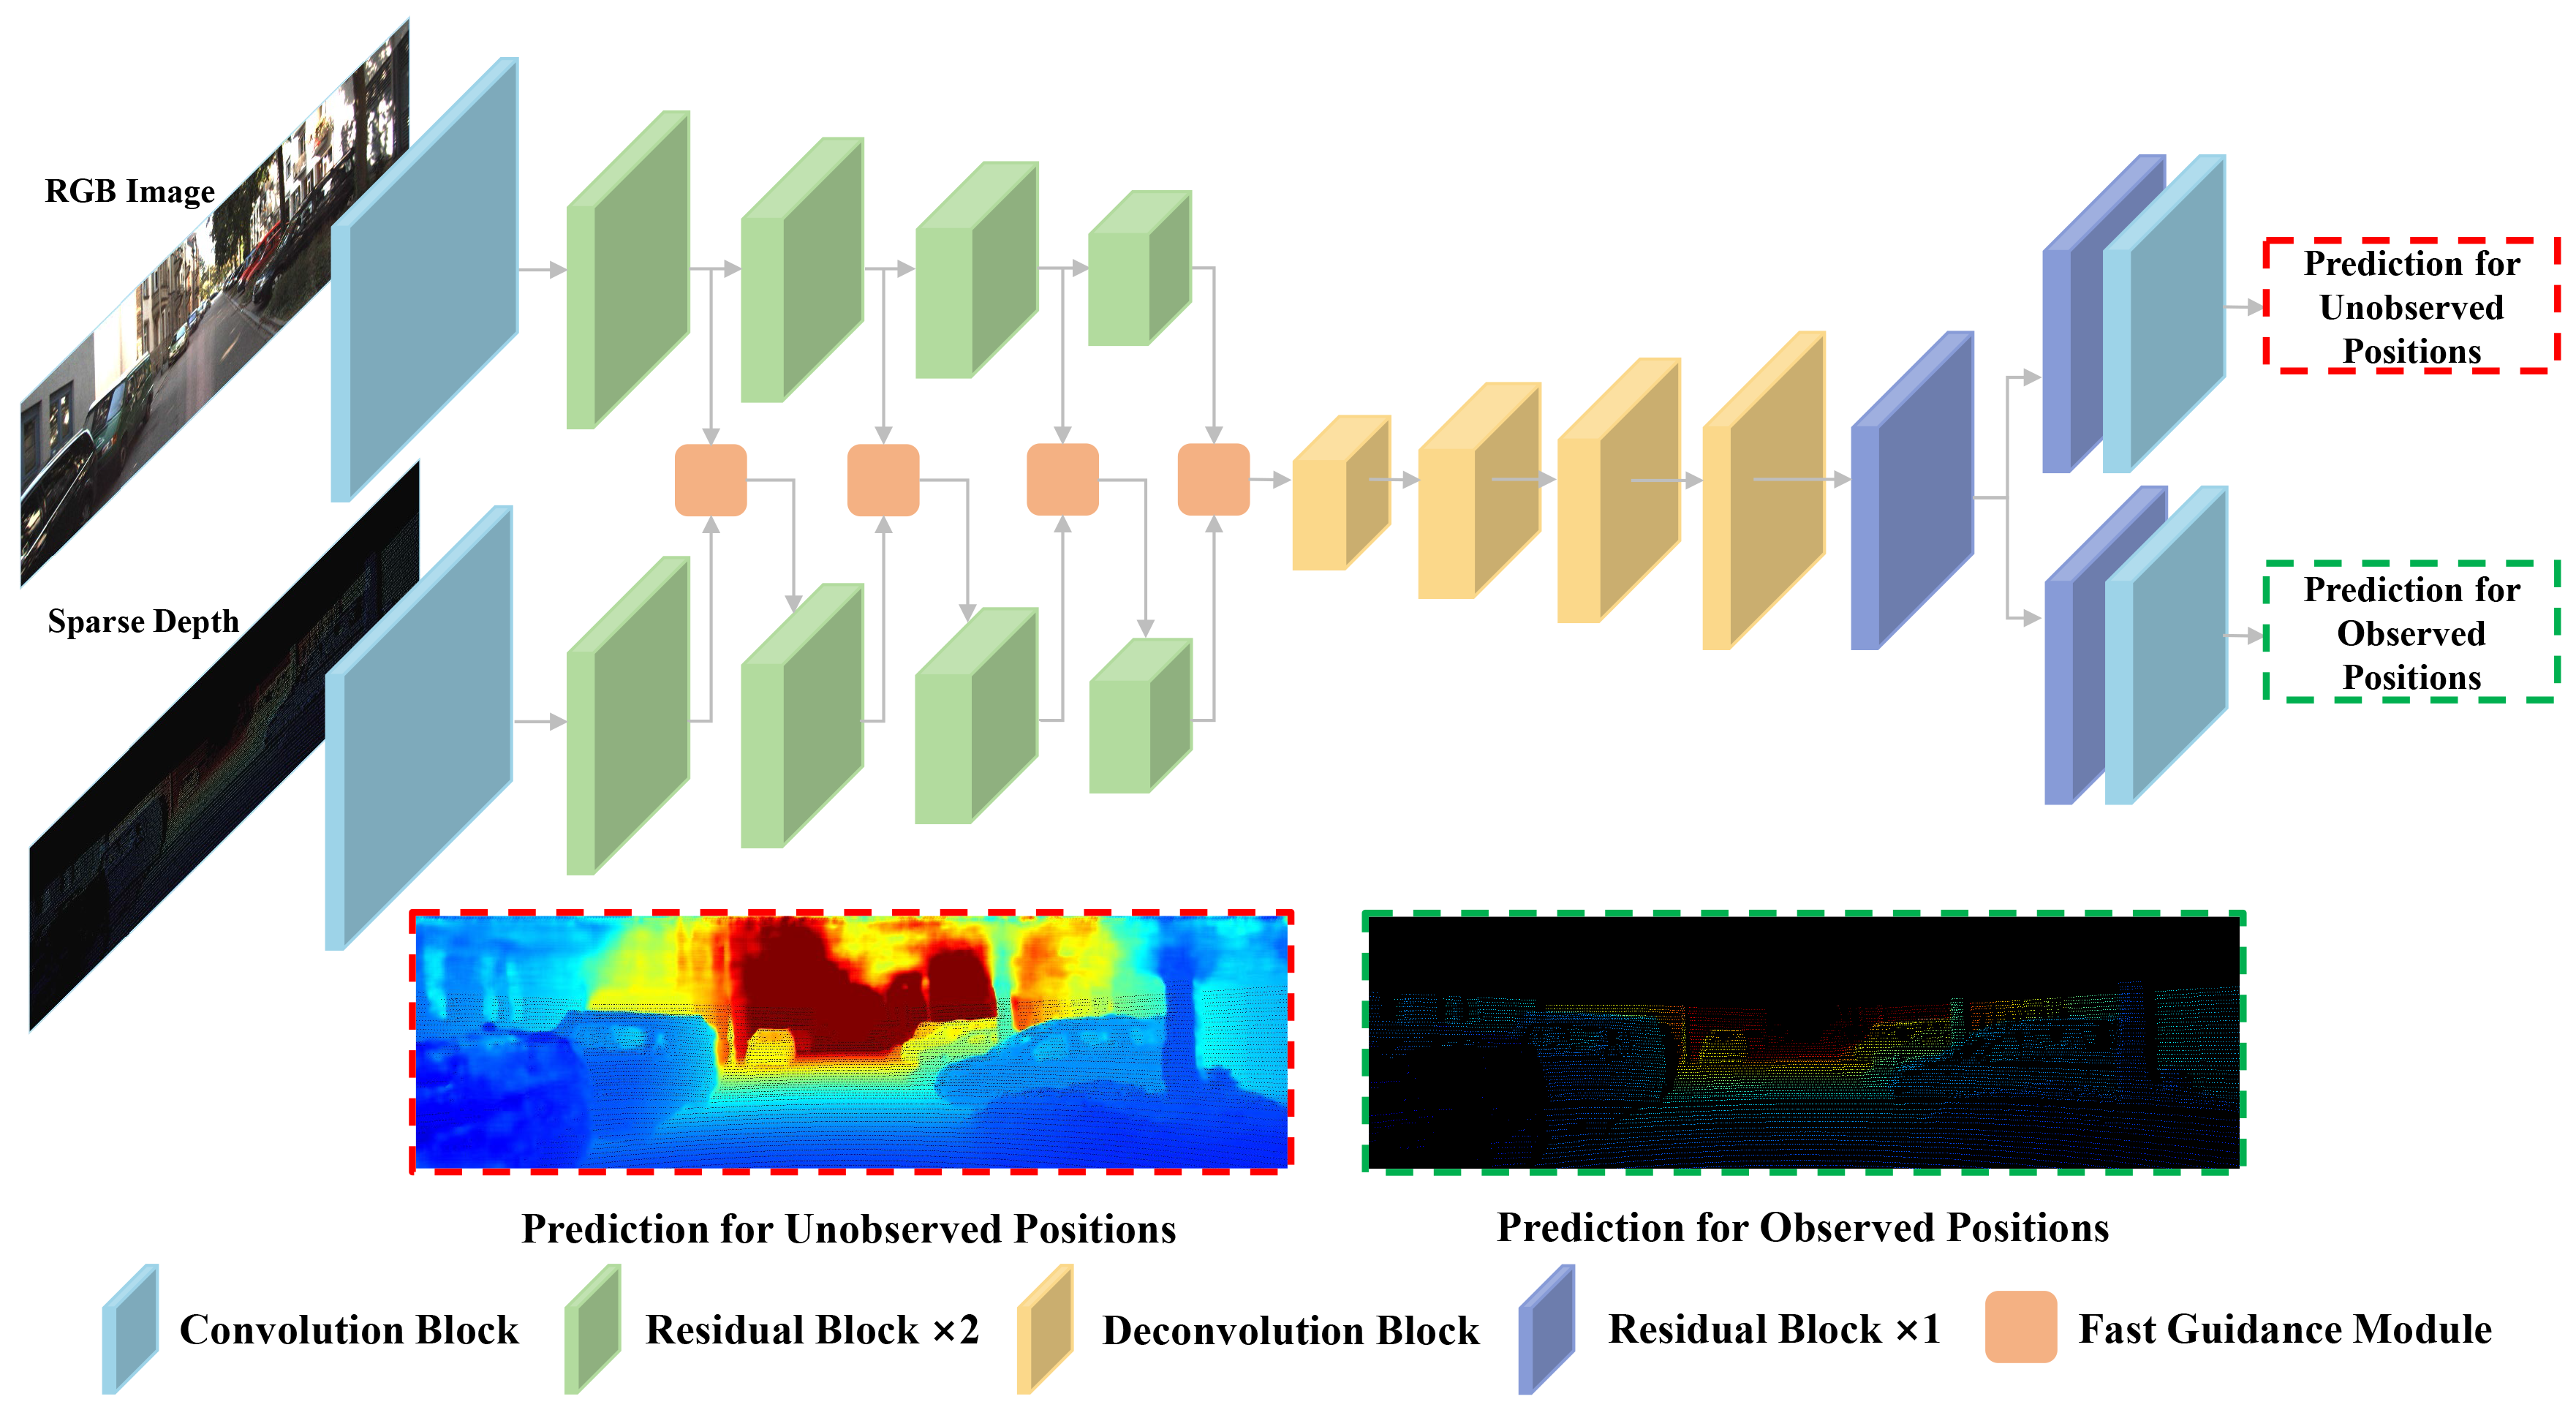 RGB Image
Sparse Depth
Prediction for
Unobserved
Positions
Prediction for
Observed
Positions
Prediction for Unobserved Positions
Prediction for Observed Positions
Convolution Block
Residual Block ×2
Deconvolution Block
Residual Block ×1
Fast Guidance Module